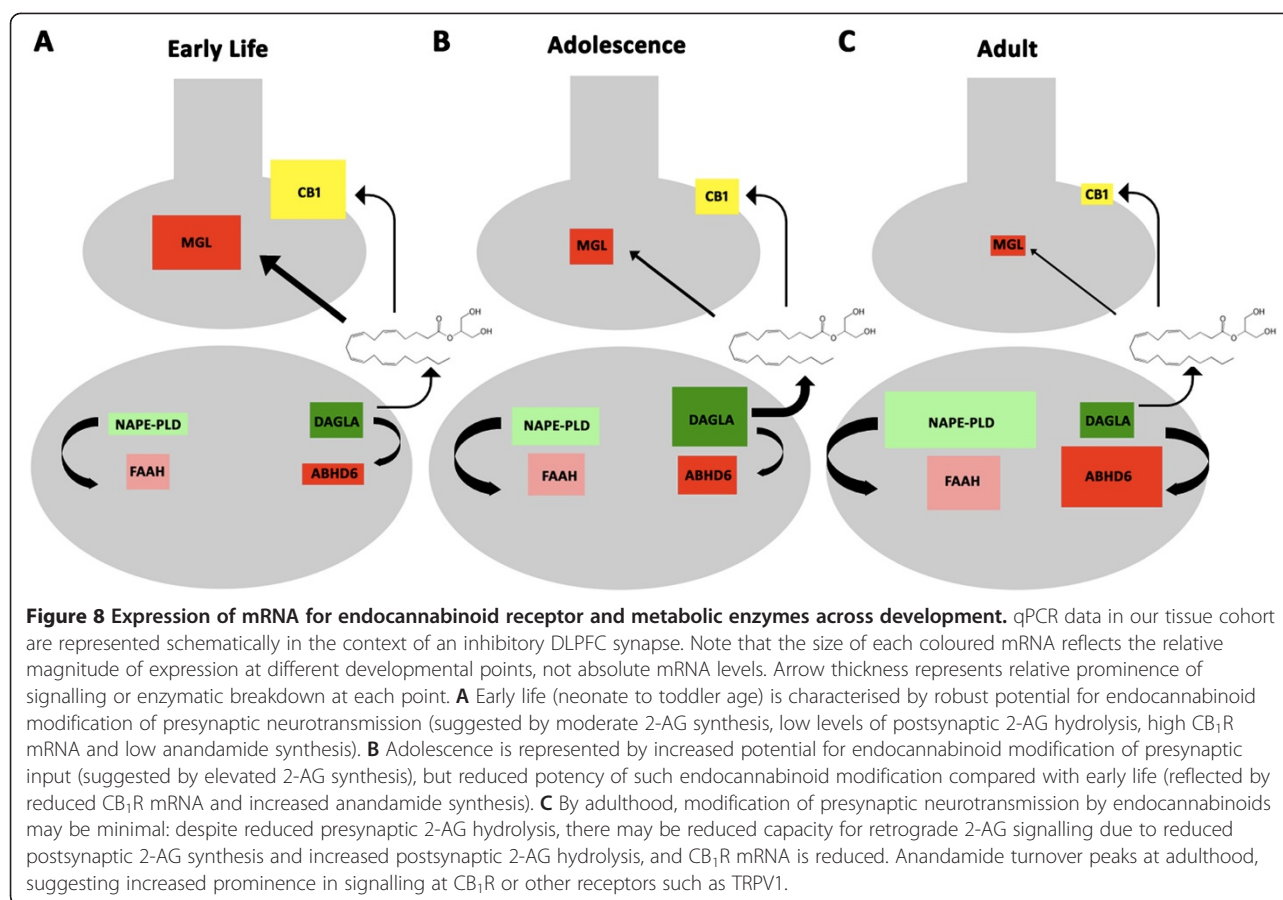 A
Early Life
CB1
MGL
O
OH
O
OH
NAPE-PLD
DAGLA
FAAH
ABHD6
B
Adolescence
CB1
MGL
O
OH
O
OH
NAPE-PLD
DAGLA
FAAH
ABHD6
C
Adult
CB1
MGL
O
OH
O
OH
NAPE-PLD
DAGLA
FAAH
ABHD6
Figure 8 Expression of mRNA for endocannabinoid receptor and metabolic enzymes across development. qPCR data in our tissue cohort
are represented schematically in the context of an inhibitory DLPFC synapse. Note that the size of each coloured mRNA reflects the relative
magnitude of expression at different developmental points, not absolute mRNA levels. Arrow thickness represents relative prominence of
signalling or enzymatic breakdown at each point. A Early life (neonate to toddler age) is characterised by robust potential for endocannabinoid
modification of presynaptic neurotransmission (suggested by moderate 2-AG synthesis, low levels of postsynaptic 2-AG hydrolysis, high CB₁R
mRNA and low anandamide synthesis). B Adolescence is represented by increased potential for endocannabinoid modification of presynaptic
input (suggested by elevated 2-AG synthesis), but reduced potency of such endocannabinoid modification compared with early life (reflected by
reduced CB₁R mRNA and increased anandamide synthesis). C By adulthood, modification of presynaptic neurotransmission by endocannabinoids
may be minimal: despite reduced presynaptic 2-AG hydrolysis, there may be reduced capacity for retrograde 2-AG signalling due to reduced
postsynaptic 2-AG synthesis and increased postsynaptic 2-AG hydrolysis, and CB₁R mRNA is reduced. Anandamide turnover peaks at adulthood,
suggesting increased prominence in signalling at CB₁R or other receptors such as TRPV1.